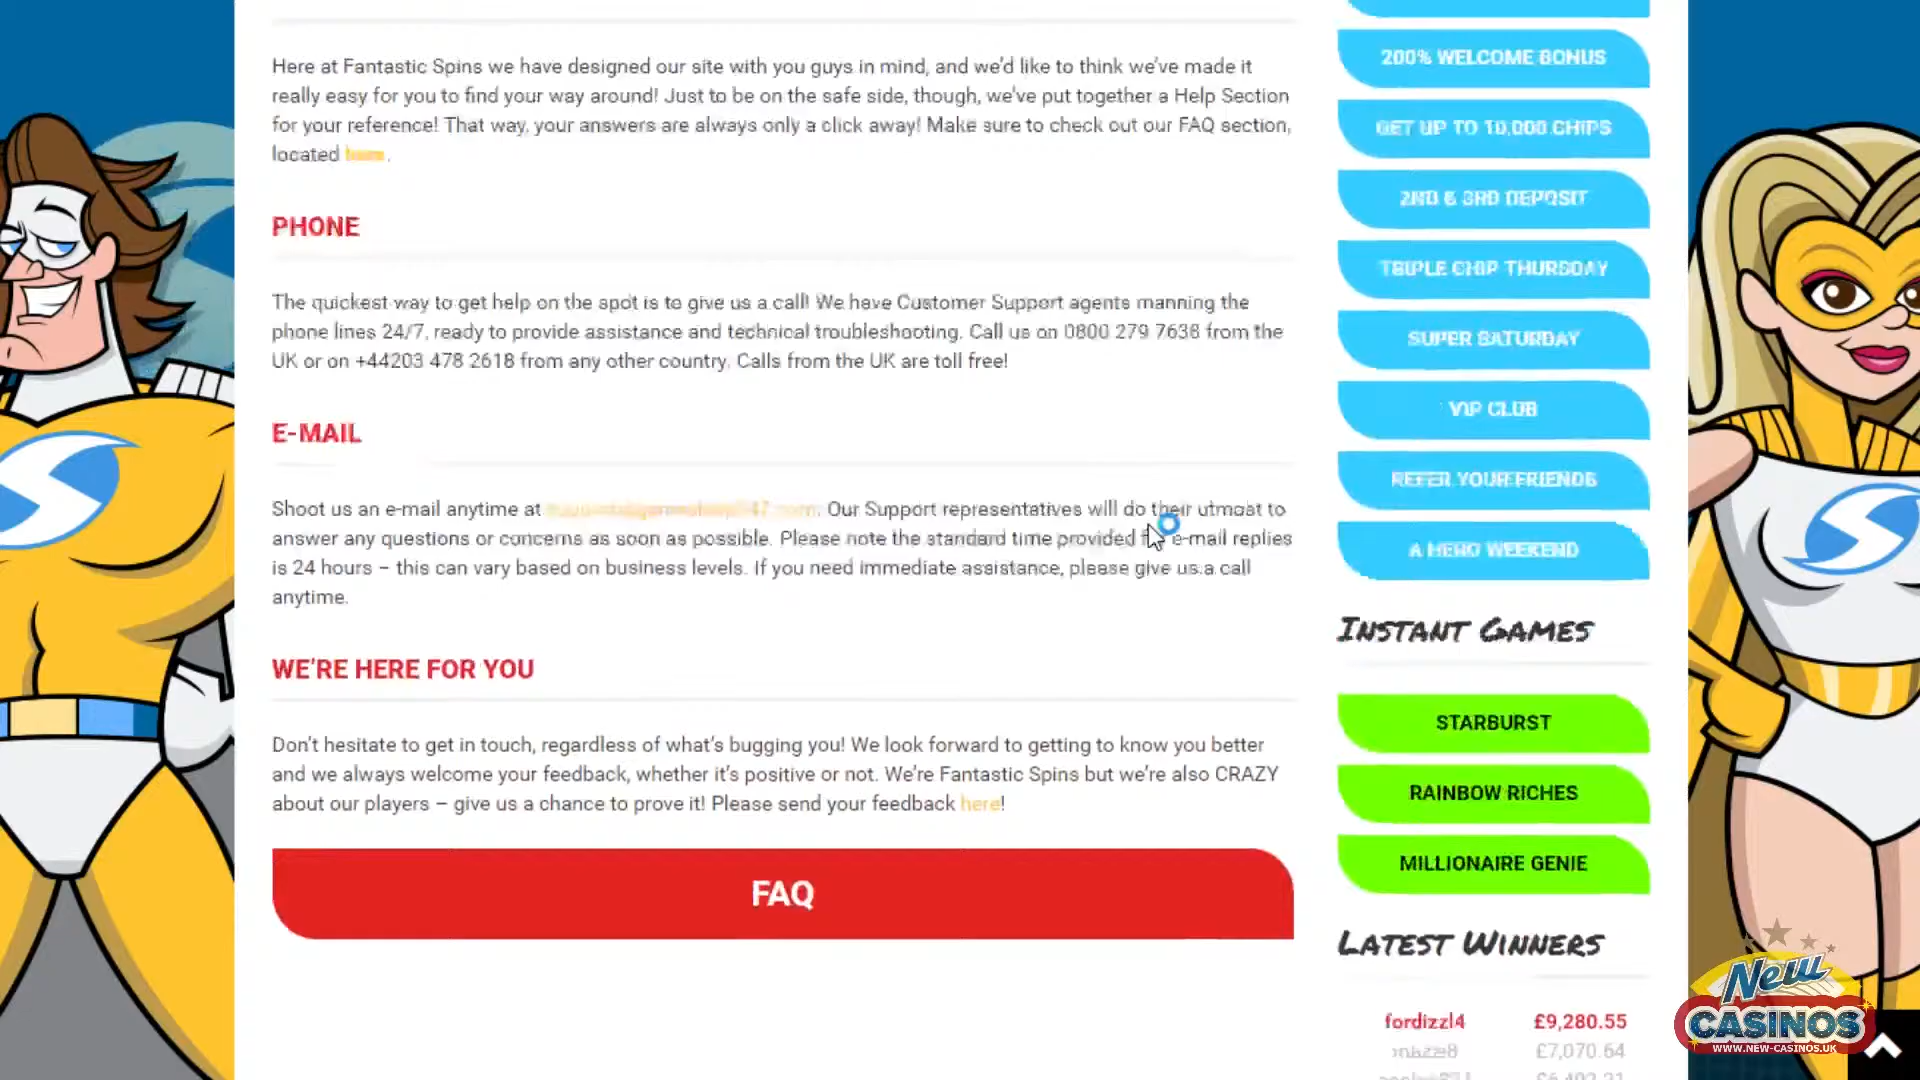 Here at Fantastic Spins we have designed our site with you guys in mind, and we'd like to think we've made it
really easy for you to find your way around! Just to be on the safe side, though, we've put together a Help Section
for your reference! That way, your answers are always only a click away! Make sure to check out our FAQ section,
located here.
PHONE
The quickest way to get help on the spot is to give us a call! We have Customer Support agents manning the
phone lines 24/7, ready to provide assistance and technical troubleshooting. Call us on 0800 279 7638 from the
UK or on +44203 478 2618 from any other country. Calls from the UK are toll free!
E-MAIL
Shoot us an e-mail anytime at Our Support representatives will do their utmost to
answer any questions or concerns as soon as possible. Please note the standard time provided e-mail replies
is 24 hours – this can vary based on business levels. If you need immediate assistance, please give us a call
anytime.
WE'RE HERE FOR YOU
Don't hesitate to get in touch, regardless of what's bugging you! We look forward to getting to know you better
and we always welcome your feedback, whether it's positive or not. We're Fantastic Spins but we're also CRAZY
about our players – give us a chance to prove it! Please send your feedback here!
FAQ
200% WELCOME BONUS
GET UP TO 10,000 CHIPS
2ND & 3RD DEPOSIT
TRIPLE CHIP THURSDAY
SUPER SATURDAY
VIP CLUB
REFER YOUR FRIENDS
A HERO WEEKEND
INSTANT GAMES
STARBURST
RAINBOW RICHES
MILLIONAIRE GENIE
LATEST WINNERS
fordizzl4 £9,280.55
£7,070.64
New
CASINOS
WWW.NEW-CASINOS.UK